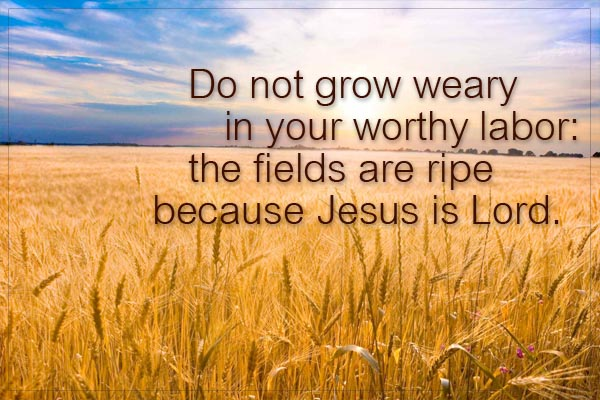 Do not grow weary
in your worthy labor:
the fields are ripe
because Jesus is Lord.